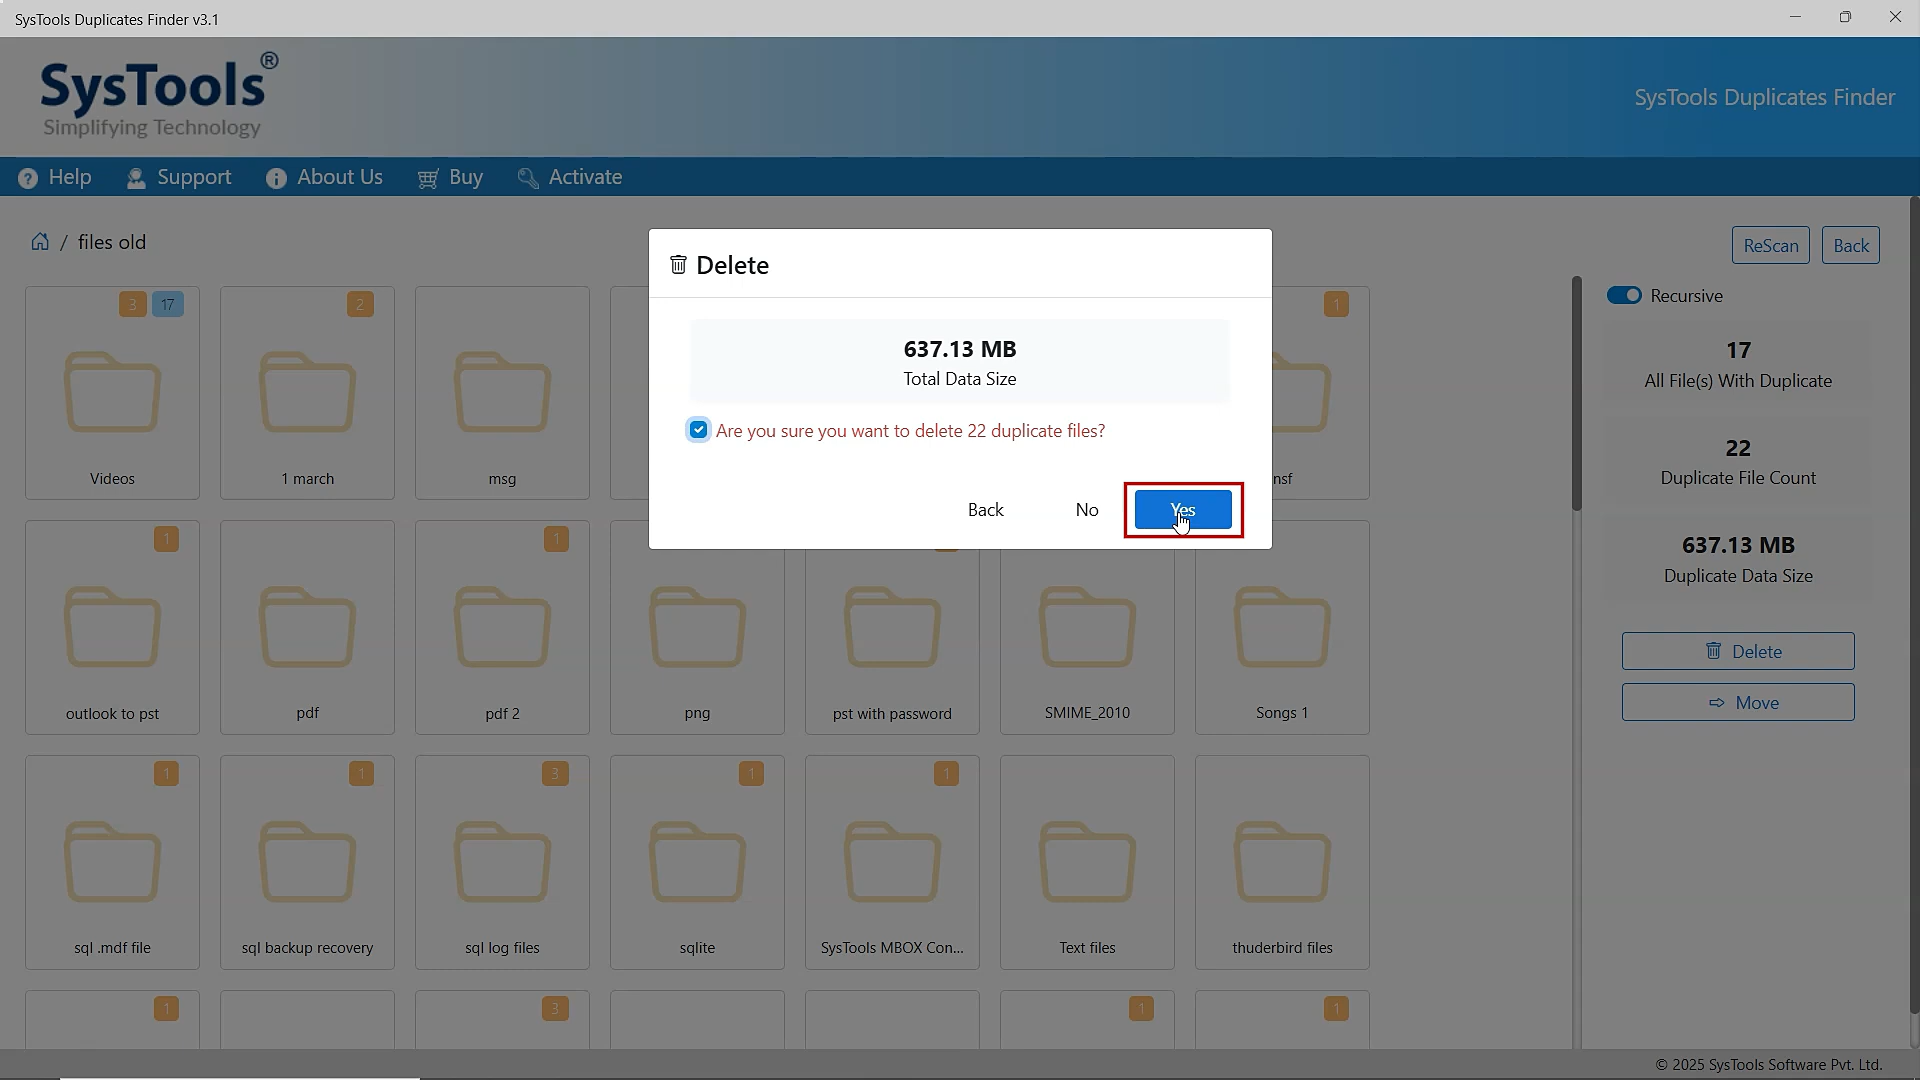 SysTools Duplicates Finder v3.1
SysTools®
Simplifying Technology
SysTools Duplicates Finder
Help
Support
About Us
Buy
Activate
/ files old
ReScan
Back
Delete
637.13 MB
Total Data Size
Are you sure you want to delete 22 duplicate files?
Back
No
Yes
3
17
2
1
Videos
1 march
msg
nsf
Recursive
17
All File(s) With Duplicate
22
Duplicate File Count
637.13 MB
Duplicate Data Size
Delete
Move
1
1
outlook to pst
pdf
pdf 2
png
pst with password
SMIME_2010
Songs 1
1
1
3
1
1
sql .mdf file
sql backup recovery
sql log files
sqlite
SysTools MBOX Con...
Text files
thuderbird files
1
3
1
1
© 2025 SysTools Software Pvt. Ltd.